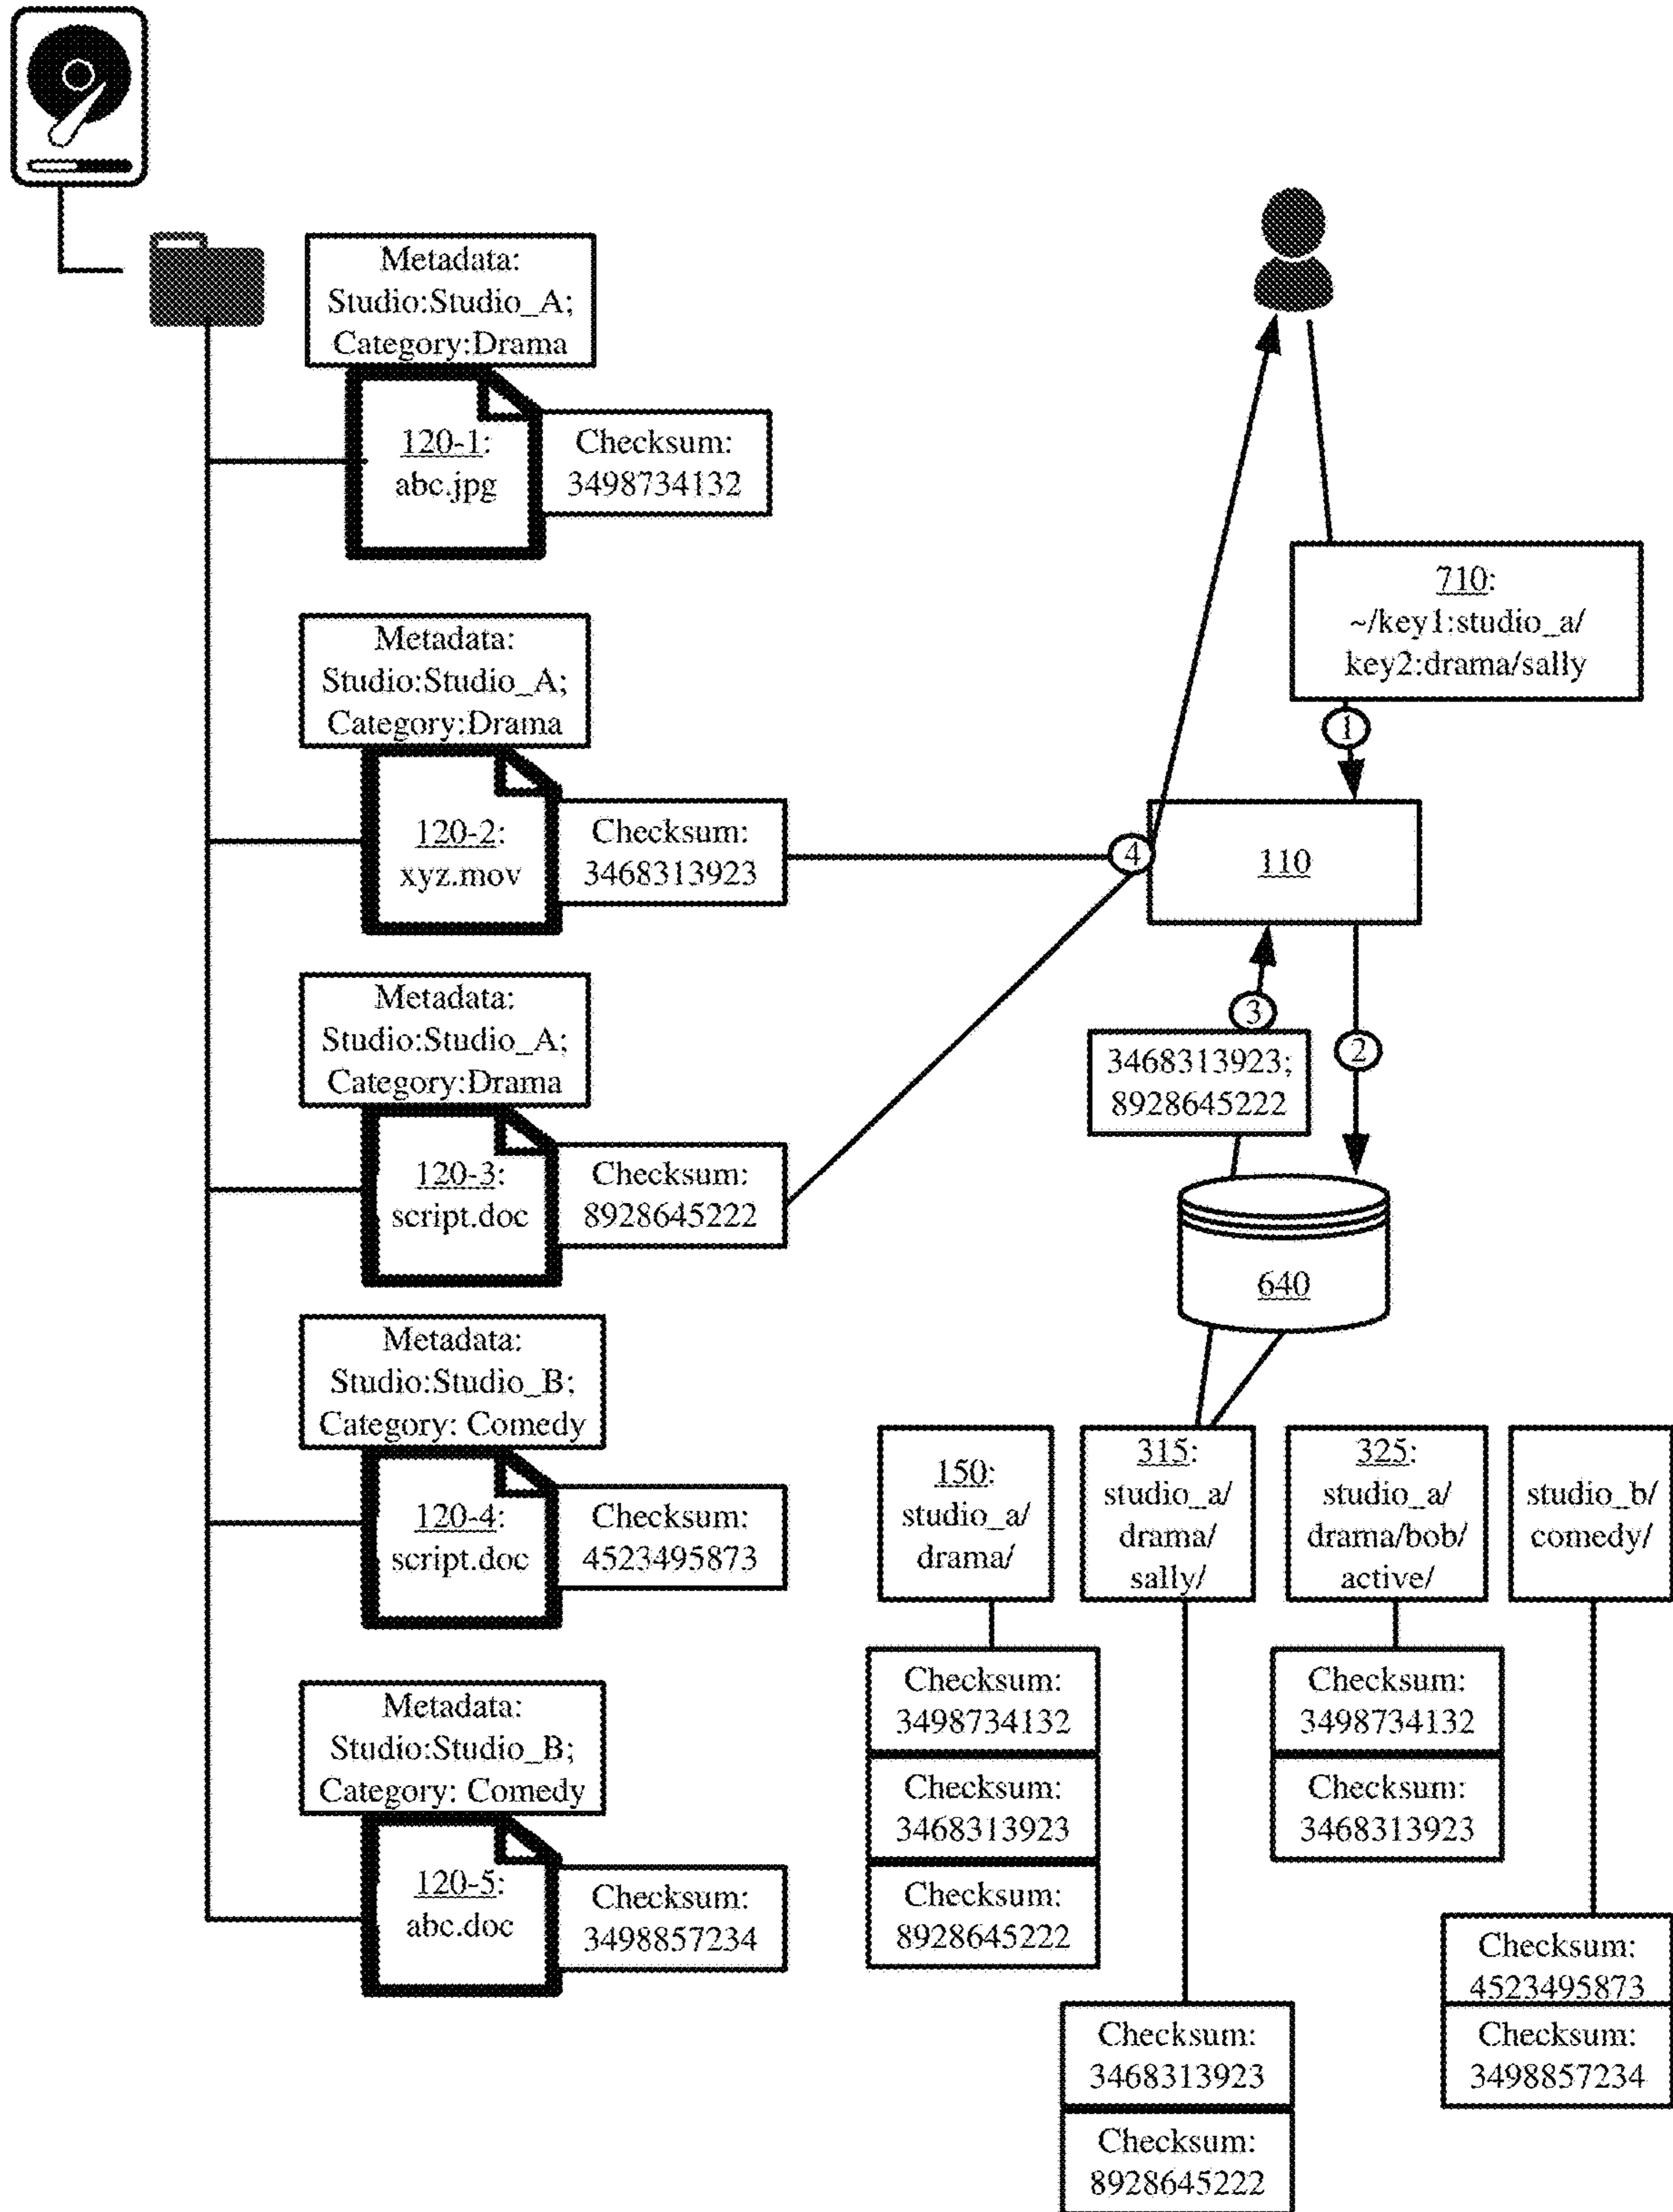 Metadata:
Studio:Studio_A;
Category:Drama
120-1:
abc.jpg
Checksum:
3498734132
Metadata:
Studio:Studio_A;
Category:Drama
120-2:
xyz.mov
Checksum:
3468313923
Metadata:
Studio:Studio_A;
Category:Drama
120-3:
script.doc
Checksum:
8928645222
Metadata:
Studio:Studio_B;
Category: Comedy
120-4:
script.doc
Checksum:
4523495873
Metadata:
Studio:Studio_B;
Category: Comedy
120-5:
abc.doc
Checksum:
3498857234
710:
~/key1:studio_a/
key2:drama/sally
1
4
110
3
2
3468313923;
8928645222
640
150:
studio_a/
drama/
Checksum:
3498734132
Checksum:
3468313923
Checksum:
8928645222
315:
studio_a/
drama/
sally/
Checksum:
3468313923
Checksum:
8928645222
325:
studio_a/
drama/bob/
active/
Checksum:
3498734132
Checksum:
3468313923
studio_b/
comedy/
Checksum:
4523495873
Checksum:
3498857234